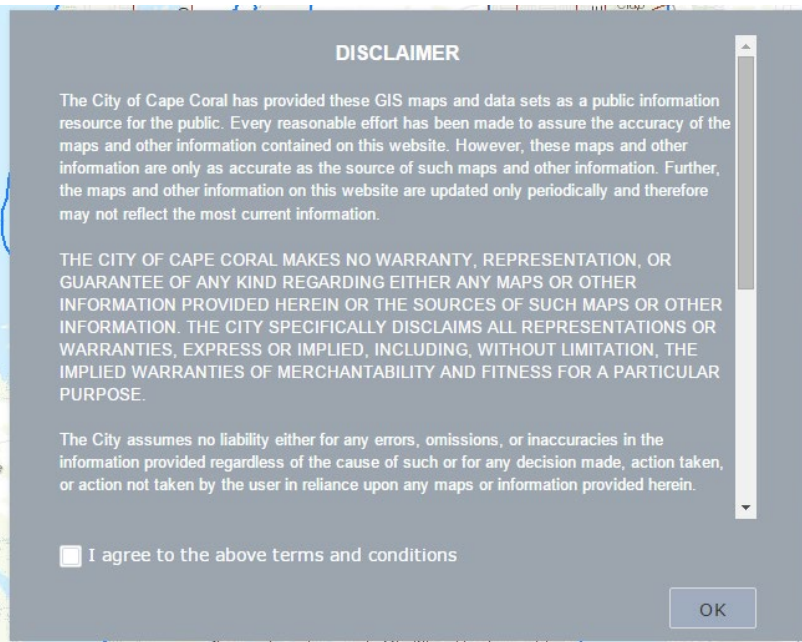 DISCLAIMER
The City of Cape Coral has provided these GIS maps and data sets as a public information
resource for the public. Every reasonable effort has been made to assure the accuracy of the
maps and other information contained on this website. However, these maps and other
information are only as accurate as the source of such maps and other information. Further,
the maps and other information on this website are updated only periodically and therefore
may not reflect the most current information.
THE CITY OF CAPE CORAL MAKES NO WARRANTY, REPRESENTATION, OR
GUARANTEE OF ANY KIND REGARDING EITHER ANY MAPS OR OTHER
INFORMATION PROVIDED HEREIN OR THE SOURCES OF SUCH MAPS OR OTHER
INFORMATION. THE CITY SPECIFICALLY DISCLAIMS ALL REPRESENTATIONS OR
WARRANTIES, EXPRESS OR IMPLIED, INCLUDING, WITHOUT LIMITATION, THE
IMPLIED WARRANTIES OF MERCHANTABILITY AND FITNESS FOR A PARTICULAR
PURPOSE.
The City assumes no liability either for any errors, omissions, or inaccuracies in the
information provided regardless of the cause of such or for any decision made, action taken,
or action not taken by the user in reliance upon any maps or information provided herein.
I agree to the above terms and conditions
OK